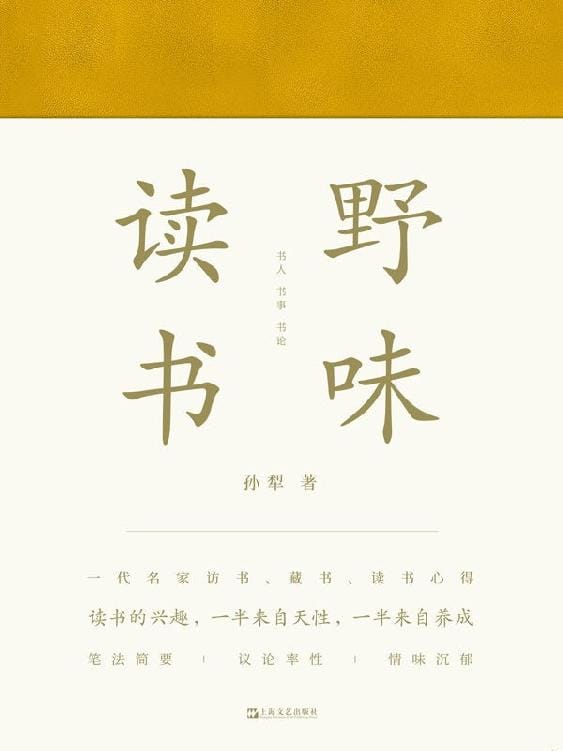 野味
读书
书人 书事 书论
孙犁 著
一代名家访书、藏书、读书心得
读书的兴趣，一半来自天性，一半来自养成
笔法简要 | 议论率性 | 情味沉郁
上海文艺出版社